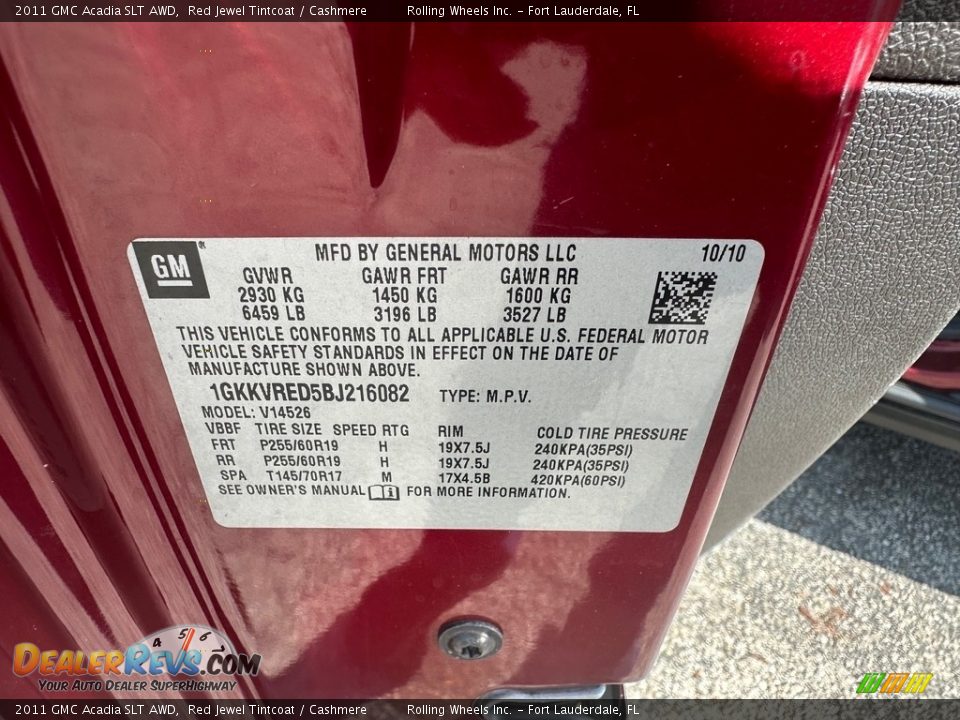 2011 GMC Acadia SLT AWD, Red Jewel Tintcoat / Cashmere Rolling Wheels Inc. - Fort Lauderdale, FL
GM ® MFD BY GENERAL MOTORS LLC 10/10
GVWR GAWR FRT GAWR RR
2930 KG 1450 KG 1600 KG
6459 LB 3196 LB 3527 LB
THIS VEHICLE CONFORMS TO ALL APPLICABLE U.S. FEDERAL MOTOR
VEHICLE SAFETY STANDARDS IN EFFECT ON THE DATE OF
MANUFACTURE SHOWN ABOVE.
1GKKVRED5BJ216082 TYPE: M.P.V.
MODEL: V14526
VBBF TIRE SIZE SPEED RTG RIM COLD TIRE PRESSURE
FRT P255/60R19 H 19X7.5J 240KPA(35PSI)
RR P255/60R19 H 19X7.5J 240KPA(35PSI)
SPA T145/70R17 M 17X4.5B 420KPA(60PSI)
SEE OWNER'S MANUAL i FOR MORE INFORMATION.
4 5 6
DealerRevs.com
Your Auto Dealer SuperHighway
2011 GMC Acadia SLT AWD, Red Jewel Tintcoat / Cashmere Rolling Wheels Inc. - Fort Lauderdale, FL